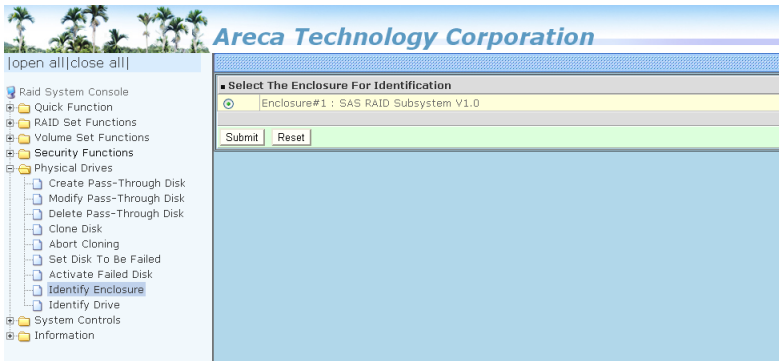 Areca Technology Corporation
|open all|close all|
Raid System Console
Quick Function
RAID Set Functions
Volume Set Functions
Security Functions
Physical Drives
Create Pass-Through Disk
Modify Pass-Through Disk
Delete Pass-Through Disk
Clone Disk
Abort Cloning
Set Disk To Be Failed
Activate Failed Disk
Identify Enclosure
Identify Drive
System Controls
Information
Select The Enclosure For Identification
Enclosure#1 : SAS RAID Subsystem V1.0
Submit Reset